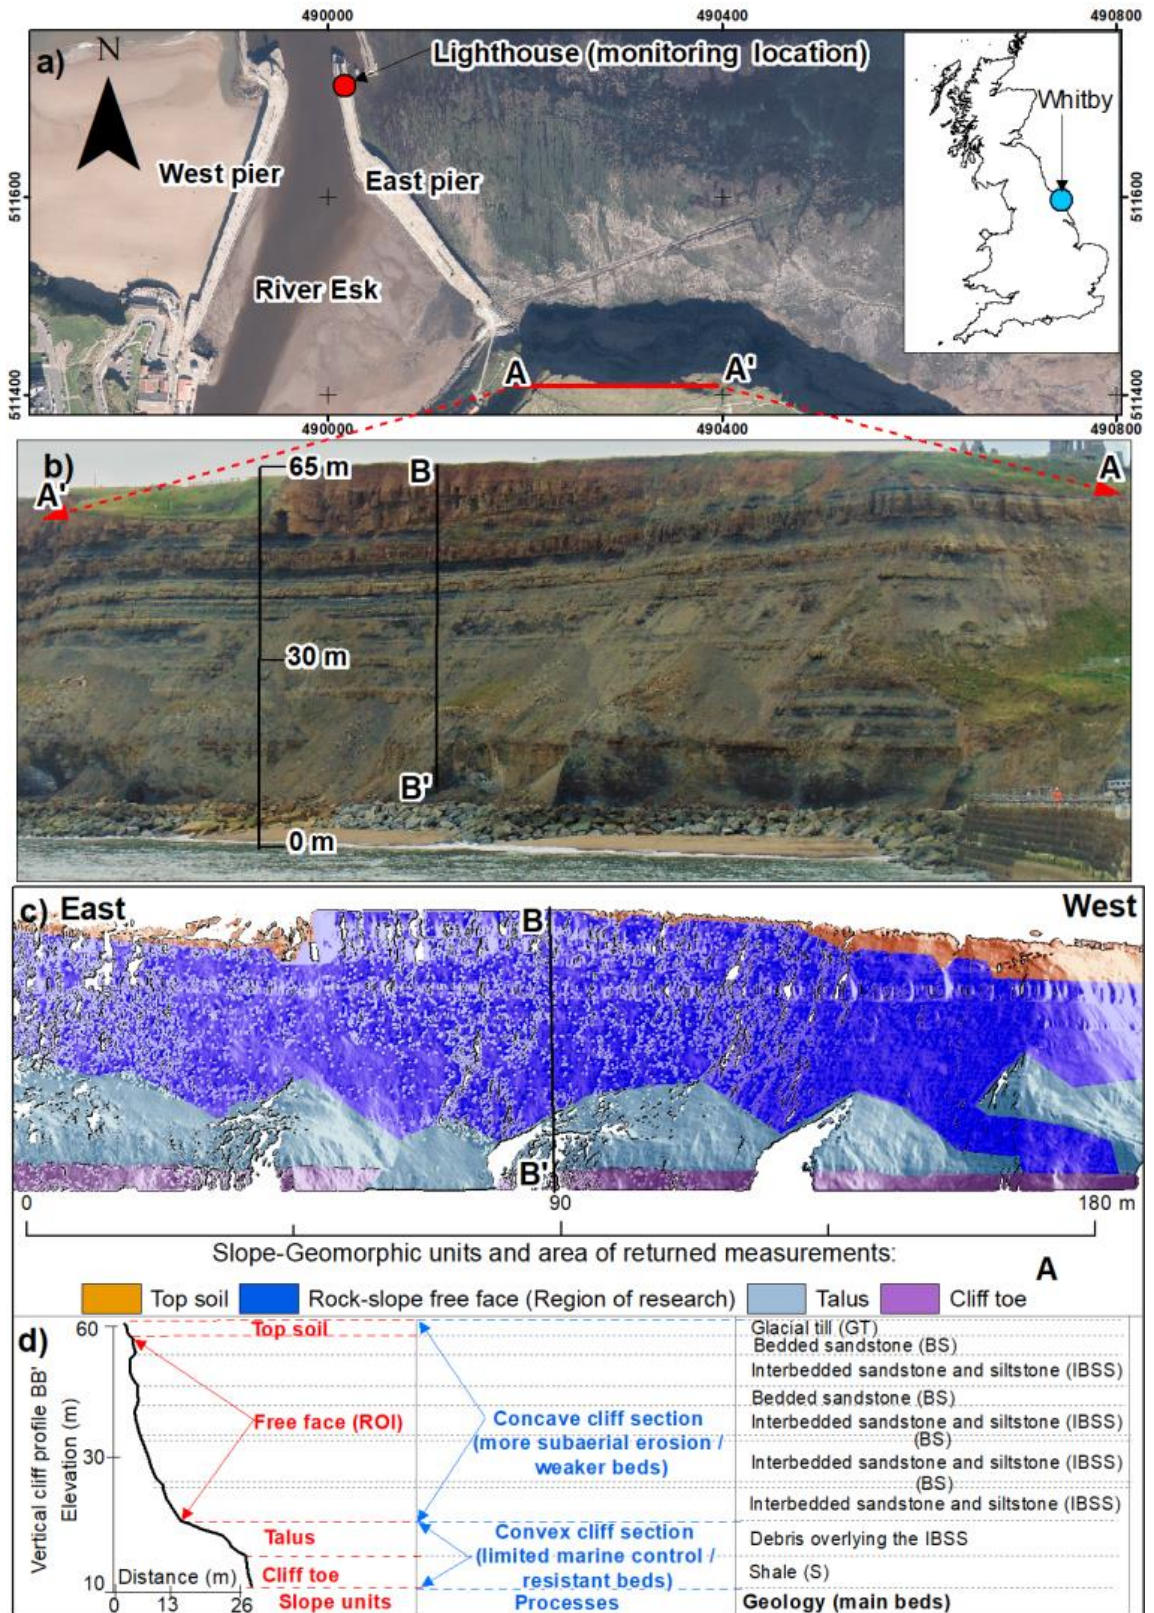 490000 490400 490800
a) N
Lighthouse (monitoring location)
Whitby
West pier
East pier
511600 511600
River Esk
A A'
511400 511400
490000 490400 490800
b)
65 m B A
A'
30 m
B'
0 m
c) East B West
B'
0 90 180 m
Slope-Geomorphic units and area of returned measurements:
A
Top soil Rock-slope free face (Region of research) Talus Cliff toe
d)
Vertical cliff profile BB'
Elevation (m)
60
30
10
Distance (m)
0 13 26
Top soil
Free face (ROI)
Talus
Cliff toe
Slope units
Concave cliff section
(more subaerial erosion /
weaker beds)
Convex cliff section
(limited marine control /
resistant beds)
Processes
Glacial till (GT)
Bedded sandstone (BS)
Interbedded sandstone and siltstone (IBSS)
Bedded sandstone (BS)
Interbedded sandstone and siltstone (IBSS)
(BS)
Interbedded sandstone and siltstone (IBSS)
(BS)
Interbedded sandstone and siltstone (IBSS)
Debris overlying the IBSS
Shale (S)
Geology (main beds)